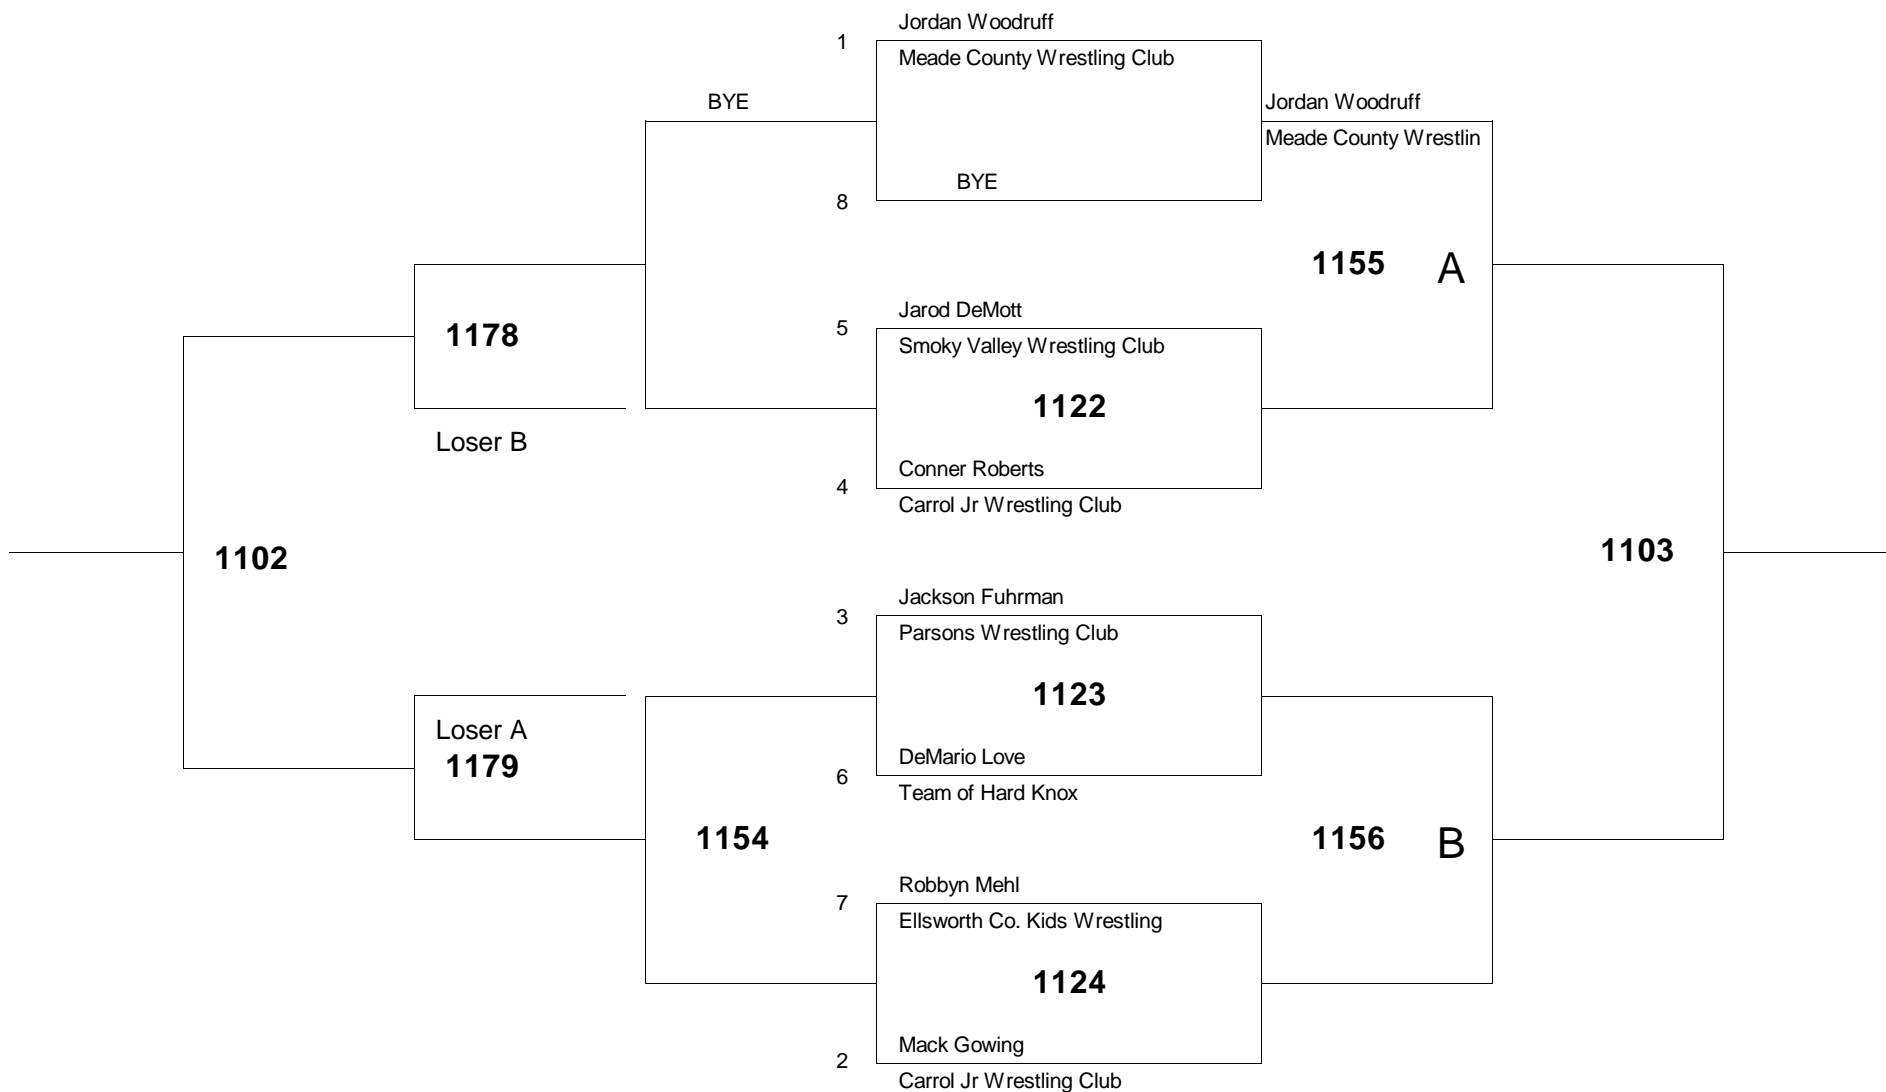 Jordan Woodruff
1
Meade County Wrestling Club
BYE
Jordan Woodruff
Meade County Wrestlin
BYE
8
1155 A
Jarod DeMott
5
1178
Smoky Valley Wrestling Club
1122
Loser B
Conner Roberts
4
Carrol Jr Wrestling Club
1102
1103
Jackson Fuhrman
3
Parsons Wrestling Club
1123
Loser A
1179
DeMario Love
6
Team of Hard Knox
1154
1156 B
Robbyn Mehl
7
Ellsworth Co. Kids Wrestling
1124
Mack Gowing
2
Carrol Jr Wrestling Club